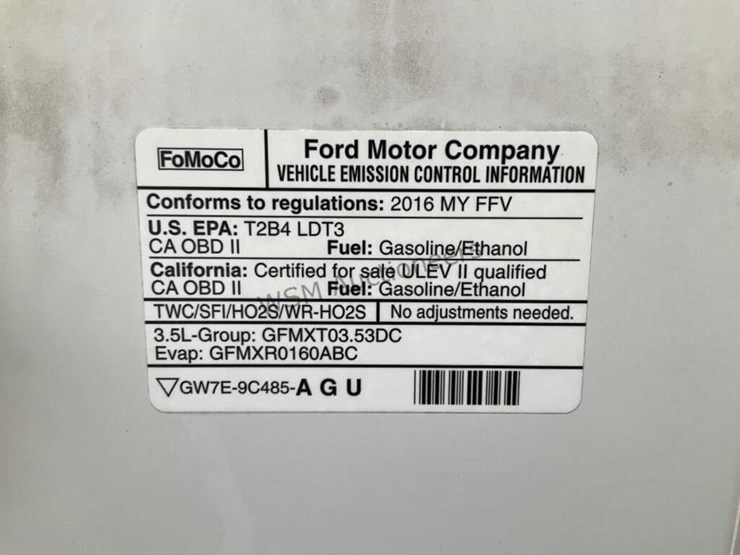 FoMoCo
Ford Motor Company
VEHICLE EMISSION CONTROL INFORMATION
Conforms to regulations: 2016 MY FFV
U.S. EPA: T2B4 LDT3
CA OBD II Fuel: Gasoline/Ethanol
California: Certified for sale ULEV II qualified
CA OBD II Fuel: Gasoline/Ethanol
TWC/SFI/HO2S/WR-HO2S No adjustments needed.
3.5L-Group: GFMXT03.53DC
Evap: GFMXR0160ABC
▽GW7E-9C485-A G U
WSM Auctioneers